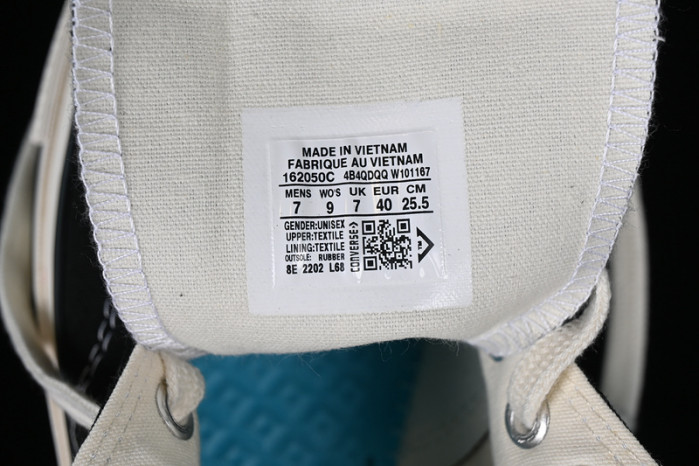 MADE IN VIETNAM
FABRIQUE AU VIETNAM
162050C 4B4QDQQ W101167
MENS WO'S UK EUR CM
7 9 7 40 25.5
GENDER:UNISEX
UPPER:TEXTILE
LINING:TEXTILE
OUTSOLE: RUBBER
8E 2202 L68
CONVERSE